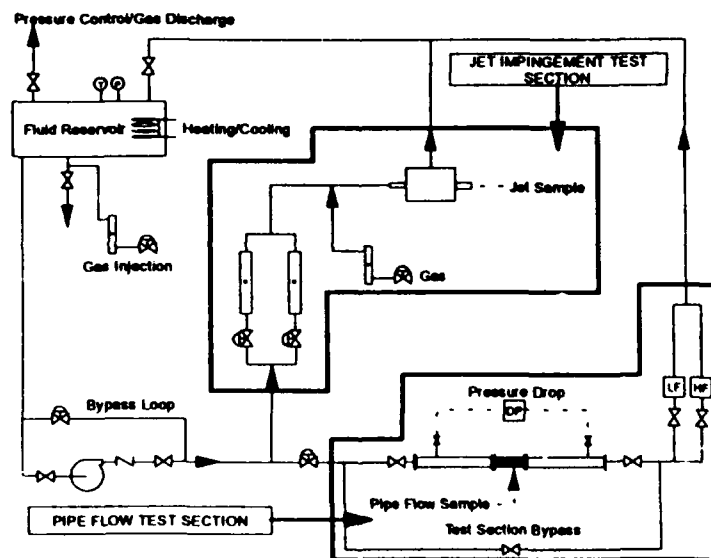 Pressure Control/Gas Discharge
JET IMPINGEMENT TEST
SECTION
T P
Fluid Reservoir
Heating/Cooling
Jet Sample
Gas Injection
Gas
Bypass Loop
Pressure Drop
DP
LF HF
Pipe Flow Sample
PIPE FLOW TEST SECTION
Test Section Bypass